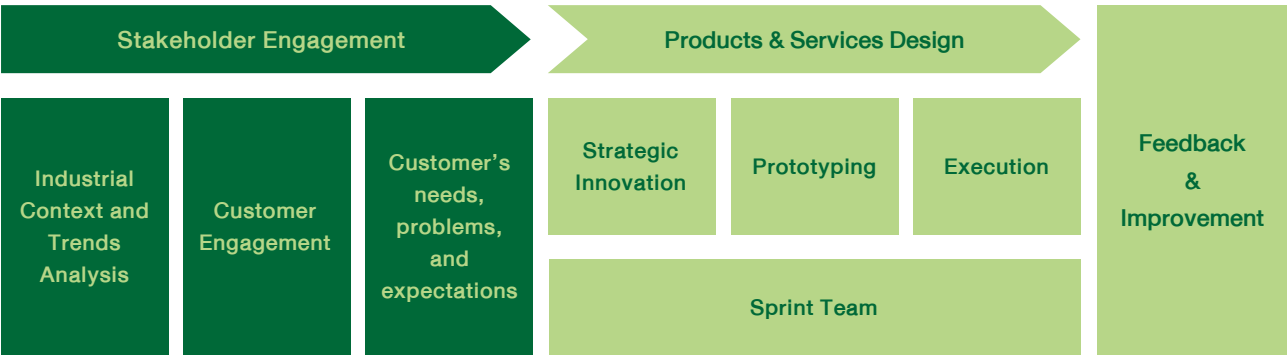 Stakeholder Engagement
Products & Services Design
Industrial
Context and
Trends
Analysis
Customer
Engagement
Customer’s
needs,
problems,
and
expectations
Strategic
Innovation
Prototyping
Execution
Sprint Team
Feedback
&
Improvement